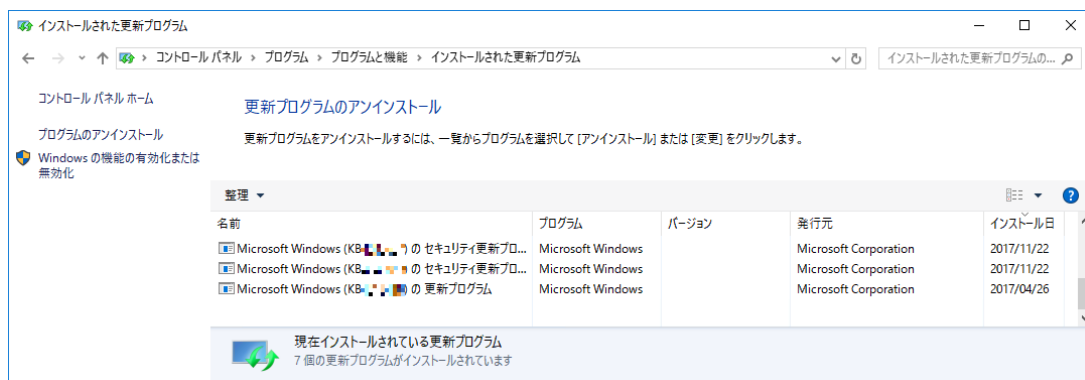 インストールされた更新プログラム
コントロール パネル › プログラム › プログラムと機能 › インストールされた更新プログラム
インストールされた更新プログラムの...
コントロール パネル ホーム
プログラムのアンインストール
Windows の機能の有効化または
無効化
更新プログラムのアンインストール
更新プログラムをアンインストールするには、一覧からプログラムを選択して [アンインストール] または [変更] をクリックします。
整理
名前 プログラム バージョン 発行元 インストール日
Microsoft Windows (KB ) の セキュリティ更新プロ... Microsoft Windows Microsoft Corporation 2017/11/22
Microsoft Windows (KB ) の セキュリティ更新プロ... Microsoft Windows Microsoft Corporation 2017/11/22
Microsoft Windows (KB ) の 更新プログラム Microsoft Windows Microsoft Corporation 2017/04/26
現在インストールされている更新プログラム
7 個の更新プログラムがインストールされています